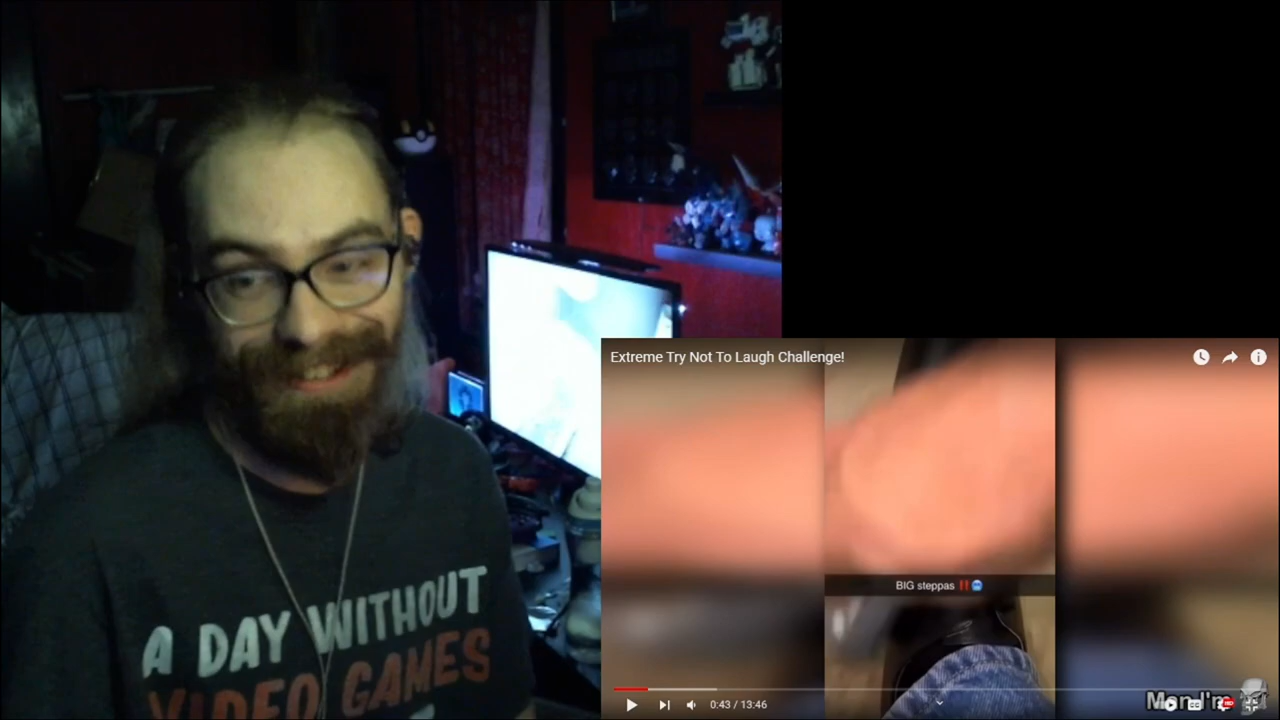 Extreme Try Not To Laugh Challenge!
BIG steppas ‼️🥶
A DAY WITHOUT
VIDEO GAMES
0:43 / 13:46